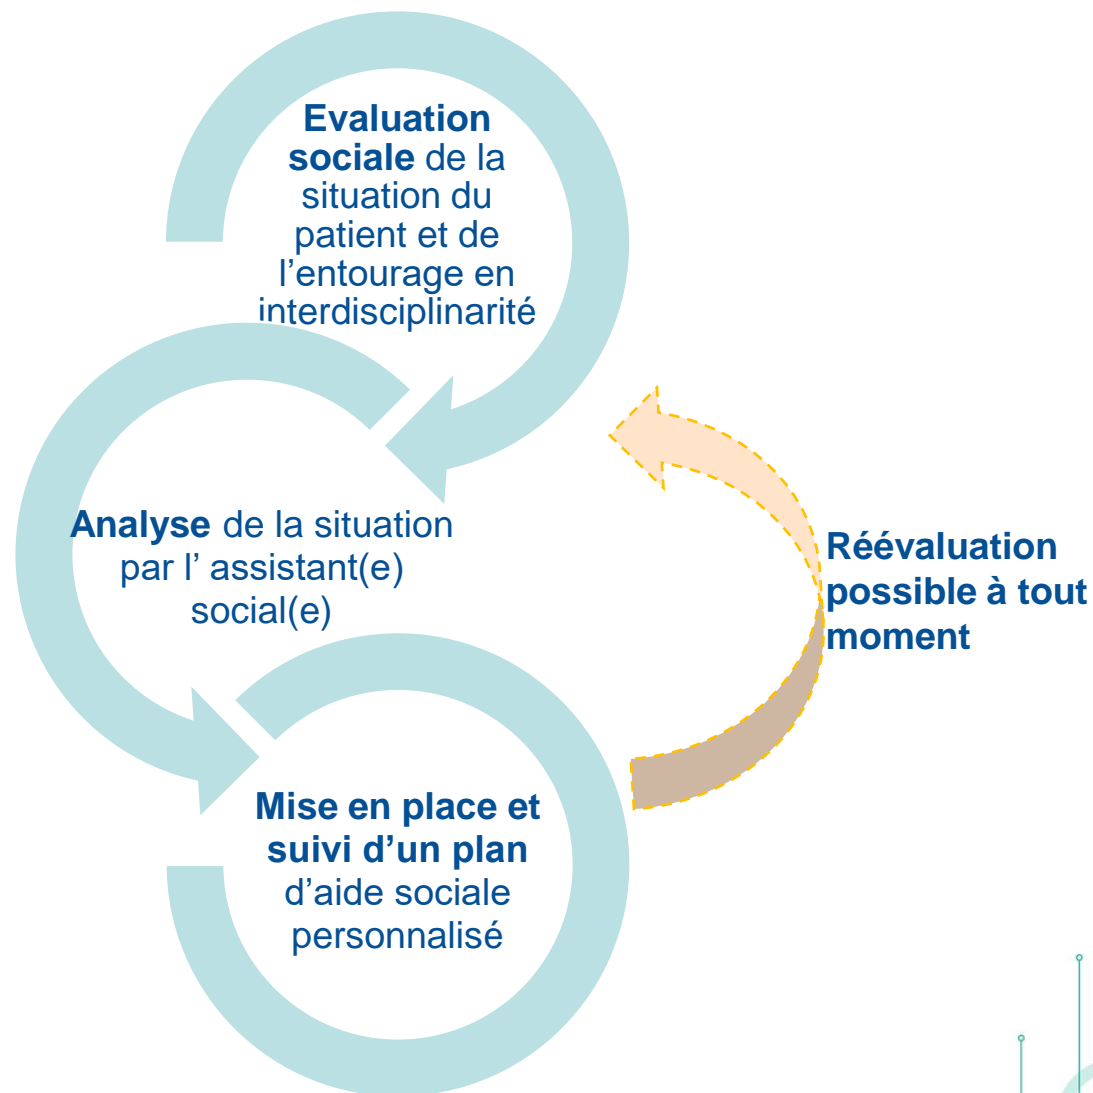 Evaluation
sociale de la
situation du
patient et de
l’entourage en
interdisciplinarité
Analyse de la situation
par l’ assistant(e)
social(e)
Réévaluation
possible à tout
moment
Mise en place et
suivi d’un plan
d’aide sociale
personnalisé